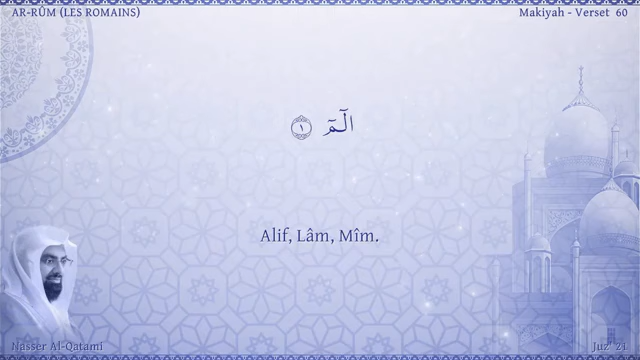 AR-RÛM (LES ROMAINS)
Makiyah - Verset 60
الٓمٓ ١
Alif, Lâm, Mîm.
Nasser Al-Qatami
Juz' 21